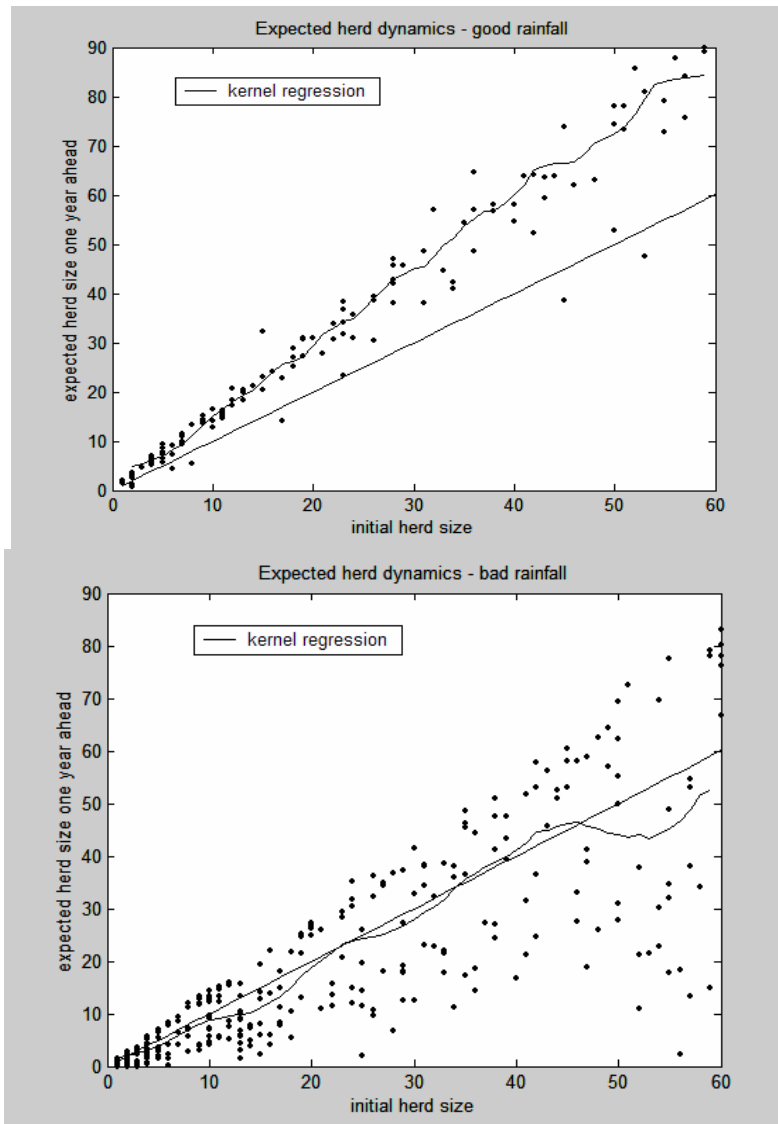 Expected herd dynamics - good rainfall
90
80
70
60
50
40
30
20
10
0
kernel regression
expected herd size one year ahead
0 10 20 30 40 50 60
initial herd size
Expected herd dynamics - bad rainfall
90
80
70
60
50
40
30
20
10
0
kernel regression
expected herd size one year ahead
0 10 20 30 40 50 60
initial herd size